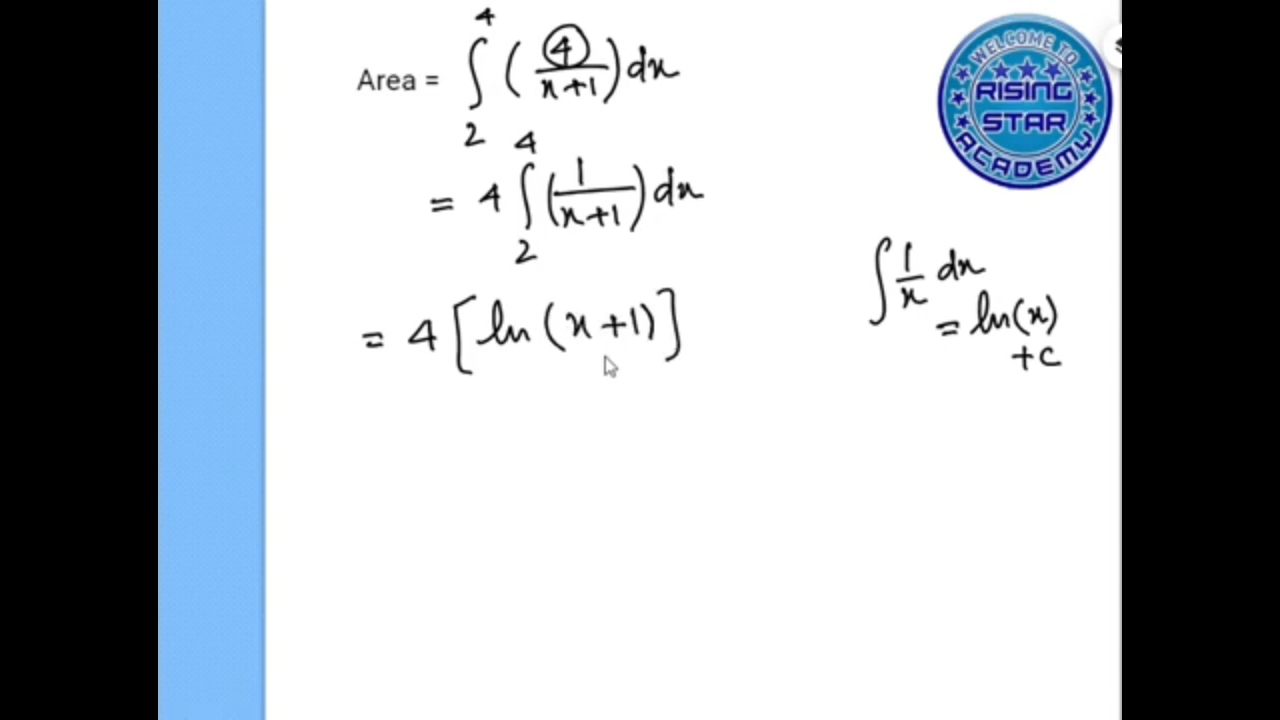 Area = ∫₂⁴ (4/(x+1)) dx
= 4 ∫₂⁴ (1/(x+1)) dx
= 4 [ln (x+1)]
∫ 1/x dx
= ln(x)
+c
WELCOME TO
RISING
STAR
ACADEMY